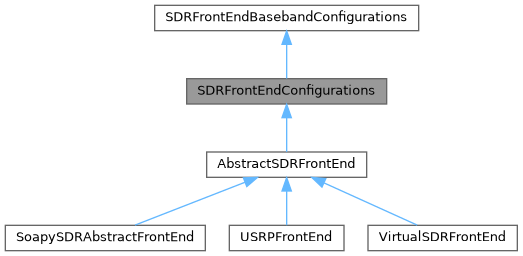 SDRFrontEndBasebandConfigurations
SDRFrontEndConfigurations
AbstractSDRFrontEnd
SoapySDRAbstractFrontEnd
USRPFrontEnd
VirtualSDRFrontEnd